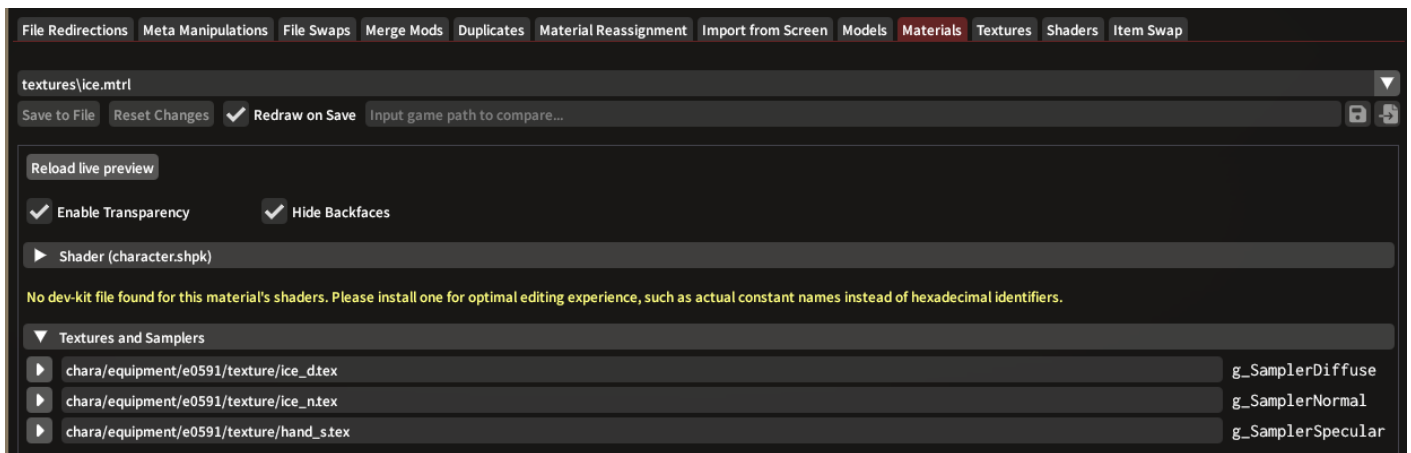 File Redirections Meta Manipulations File Swaps Merge Mods Duplicates Material Reassignment Import from Screen Models Materials Textures Shaders Item Swap
textures\ice.mtrl
Save to File Reset Changes Redraw on Save Input game path to compare...
Reload live preview
Enable Transparency Hide Backfaces
Shader (character.shpk)
No dev-kit file found for this material's shaders. Please install one for optimal editing experience, such as actual constant names instead of hexadecimal identifiers.
Textures and Samplers
chara/equipment/e0591/texture/ice_d.tex g_SamplerDiffuse
chara/equipment/e0591/texture/ice_n.tex g_SamplerNormal
chara/equipment/e0591/texture/hand_s.tex g_SamplerSpecular